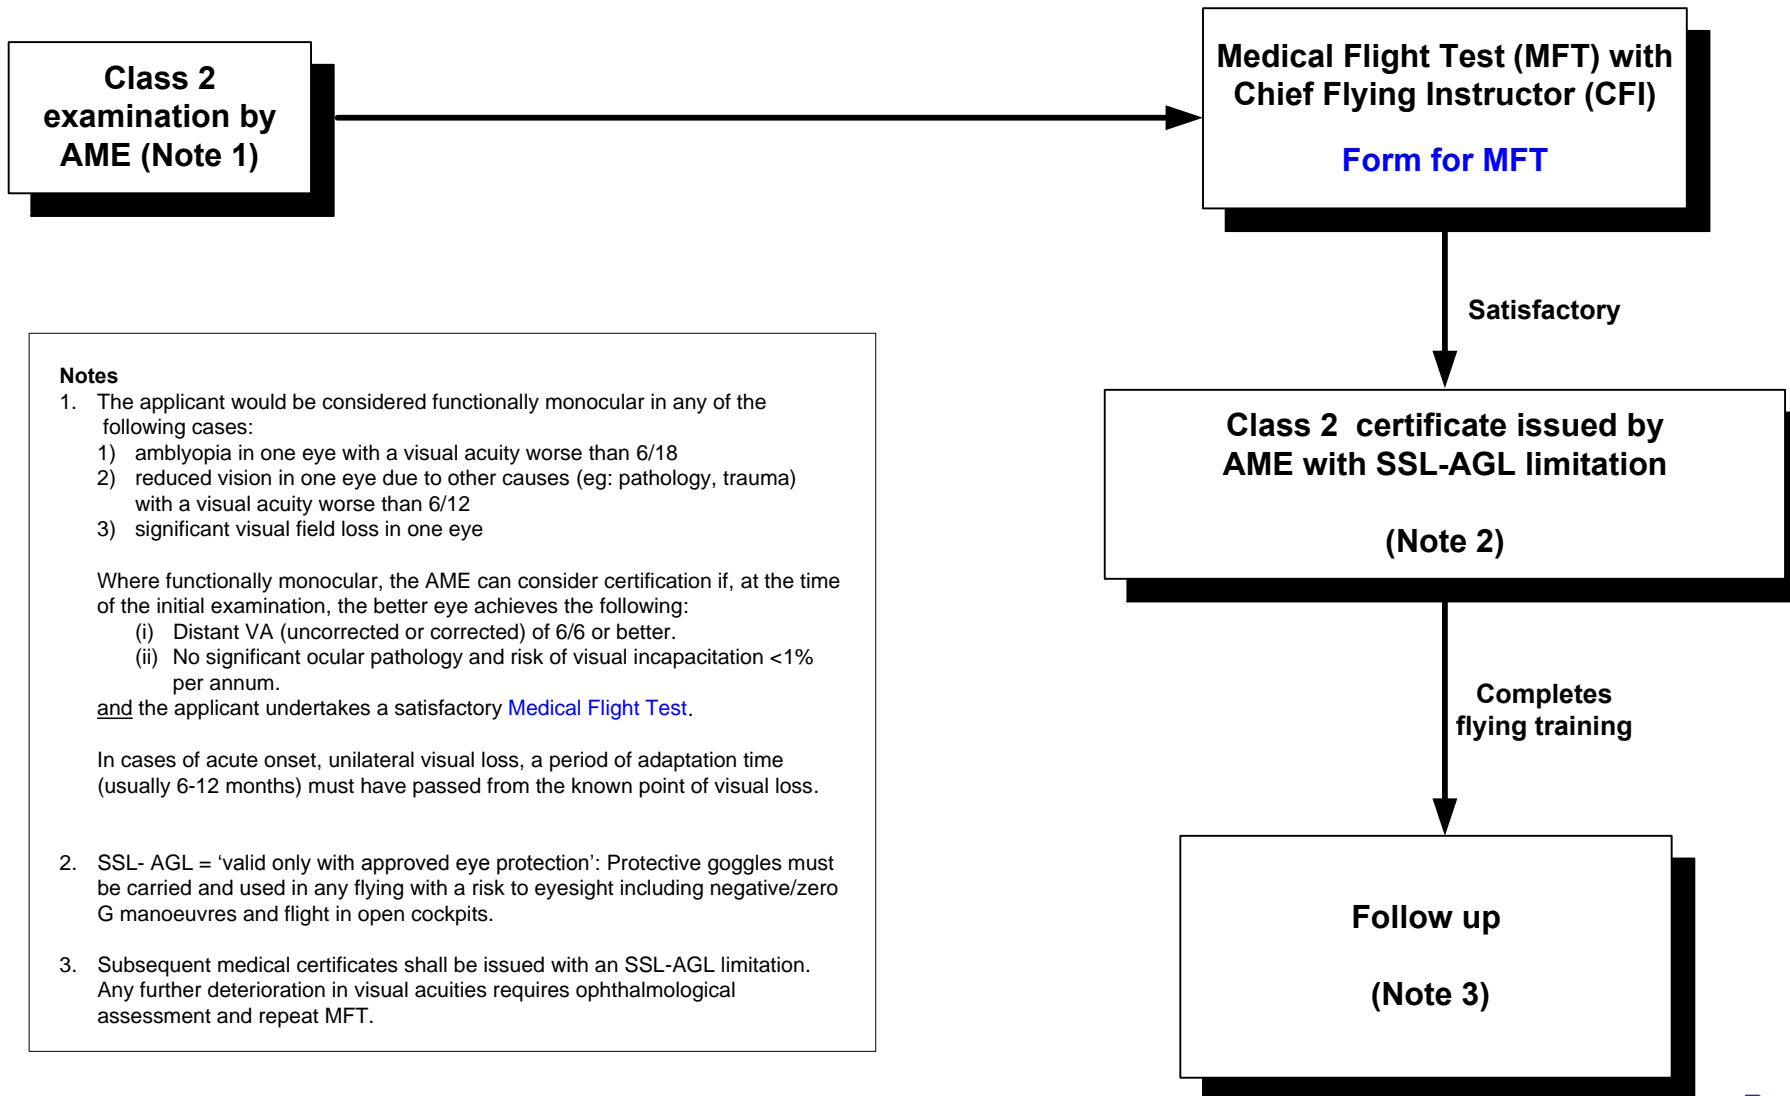 Class 2
examination by
AME (Note 1)
Medical Flight Test (MFT) with
Chief Flying Instructor (CFI)
Form for MFT
Satisfactory
Class 2  certificate issued by
AME with SSL-AGL limitation
(Note 2)
Completes
flying training
Follow up
(Note 3)
Notes
1. The applicant would be considered functionally monocular in any of the
following cases:
1) amblyopia in one eye with a visual acuity worse than 6/18
2) reduced vision in one eye due to other causes (eg: pathology, trauma)
with a visual acuity worse than 6/12
3) significant visual field loss in one eye
Where functionally monocular, the AME can consider certification if, at the time
of the initial examination, the better eye achieves the following:
(i) Distant VA (uncorrected or corrected) of 6/6 or better.
(ii) No significant ocular pathology and risk of visual incapacitation <1%
per annum.
and the applicant undertakes a satisfactory Medical Flight Test.
In cases of acute onset, unilateral visual loss, a period of adaptation time
(usually 6-12 months) must have passed from the known point of visual loss.
2. SSL- AGL = ‘valid only with approved eye protection’: Protective goggles must
be carried and used in any flying with a risk to eyesight including negative/zero
G manoeuvres and flight in open cockpits.
3. Subsequent medical certificates shall be issued with an SSL-AGL limitation.
Any further deterioration in visual acuities requires ophthalmological
assessment and repeat MFT.